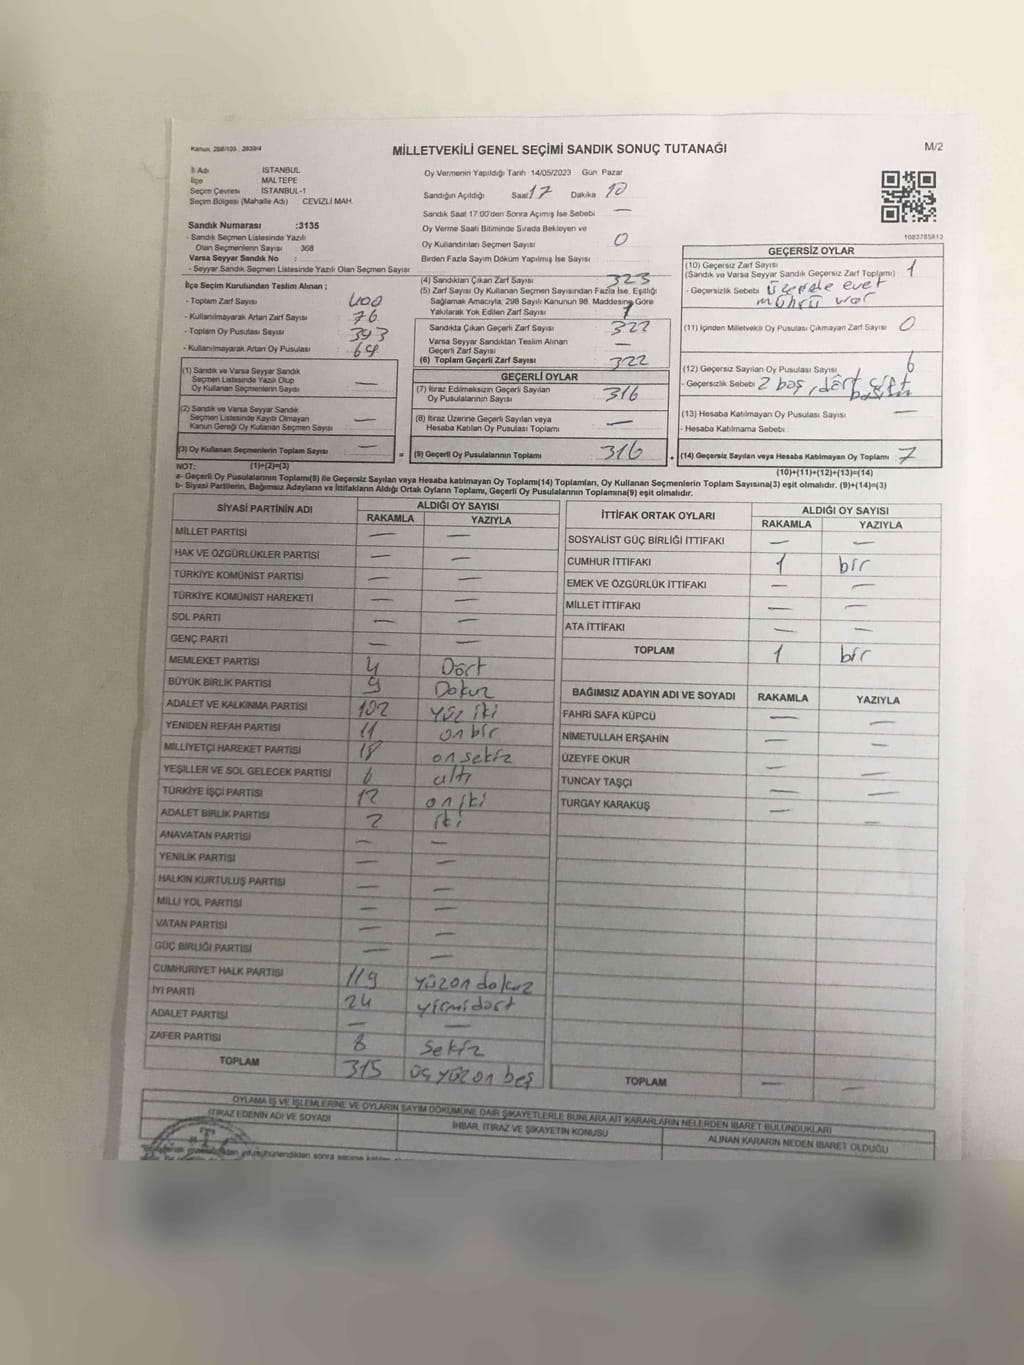 Kanun, 298/105 : 2839/4
MİLLETVEKİLİ GENEL SEÇİMİ SANDIK SONUÇ TUTANAĞI
M/2
İl Adı : İSTANBUL
İlçe : MALTEPE
Seçim Çevresi : İSTANBUL-1
Seçim Bölgesi (Mahalle Adı) : CEVİZLİ MAH.
Sandık Numarası :3135
- Sandık Seçmen Listesinde Yazılı
Olan Seçmenlerin Sayısı : 368
Varsa Seyyar Sandık No :
- Seyyar Sandık Seçmen Listesinde Yazılı Olan Seçmen Sayısı :
İlçe Seçim Kurulundan Teslim Alınan ;
- Toplam Zarf Sayısı : 400
- Kullanılmayarak Artan Zarf Sayısı : 76
- Toplam Oy Pusulası Sayısı : 393
- Kullanılmayarak Artan Oy Pusulası : 69
(1) Sandık ve Varsa Seyyar Sandık
Seçmen Listesinde Yazılı Olup
Oy Kullanan Seçmenlerin Sayısı : —
(2) Sandık ve Varsa Seyyar Sandık
Seçmen Listesinde Kayıtlı Olmayan
Kanun Gereği Oy Kullanan Seçmen Sayısı : —
(3) Oy Kullanan Seçmenlerin Toplam Sayısı : —
Oy Vermenin Yapıldığı Tarih :14/05/2023 Gün: Pazar
Sandığın Açıldığı Saat 17 Dakika 10
Sandık Saat 17:00'den Sonra Açılmış İse Sebebi : —
Oy Verme Saati Bitiminde Sırada Bekleyen ve
Oy Kullandırılan Seçmen Sayısı : 0
Birden Fazla Sayım Döküm Yapılmış İse Sayısı :
(4) Sandıktan Çıkan Zarf Sayısı : 323
(5) Zarf Sayısı Oy Kullanan Seçmen Sayısından Fazla İse, Eşitliği
Sağlamak Amacıyla, 298 Sayılı Kanunun 98. Maddesine Göre
Yakılarak Yok Edilen Zarf Sayısı : 1
Sandıkta Çıkan Geçerli Zarf Sayısı : 322
Varsa Seyyar Sandıktan Teslim Alınan
Geçerli Zarf Sayısı : —
(6) Toplam Geçerli Zarf Sayısı : 322
GEÇERLİ OYLAR
(7) İtiraz Edilmeksizin Geçerli Sayılan
Oy Pusulalarının Sayısı : 316
(8) İtiraz Üzerine Geçerli Sayılan veya
Hesaba Katılan Oy Pusulası Toplamı : —
= (9) Geçerli Oy Pusulalarının Toplamı : 316
1083785813
GEÇERSİZ OYLAR
(10) Geçersiz Zarf Sayısı : 1
(Sandık ve Varsa Seyyar Sandık Geçersiz Zarf Toplamı)
- Geçersizlik Sebebi : üzerinde evet
mührü var
(11) İçinden Milletvekili Oy Pusulası Çıkmayan Zarf Sayısı : 0
(12) Geçersiz Sayılan Oy Pusulası Sayısı : 6
- Geçersizlik Sebebi : 2 boş, dört çift
(13) Hesaba Katılmayan Oy Pusulası Sayısı : —
- Hesaba Katılmama Sebebi :
+ (14) Geçersiz Sayılan veya Hesaba Katılmayan Oy Toplamı : 7
NOT: (1)+(2)=(3)
(10)+(11)+(12)+(13)=(14)
a- Geçerli Oy Pusulalarının Toplamı(9) ile Geçersiz Sayılan veya Hesaba katılmayan Oy Toplam(14) Toplamları, Oy Kullanan Seçmenlerin Toplam Sayısına(3) eşit olmalıdır. (9)+(14)=(3)
b- Siyasi Partilerin, Bağımsız Adayların ve İttifakların Aldığı Ortak Oyların Toplamı, Geçerli Oy Pusulalarının Toplamına(9) eşit olmalıdır.
SİYASİ PARTİNİN ADI ALDIĞI OY SAYISI
RAKAMLA YAZIYLA
MİLLET PARTİSİ — —
HAK VE ÖZGÜRLÜKLER PARTİSİ — —
TÜRKİYE KOMÜNİST PARTİSİ — —
TÜRKİYE KOMÜNİST HAREKETİ — —
SOL PARTİ — —
GENÇ PARTİ — —
MEMLEKET PARTİSİ 4 Dört
BÜYÜK BİRLİK PARTİSİ 9 Dokuz
ADALET VE KALKINMA PARTİSİ 102 Yüz iki
YENİDEN REFAH PARTİSİ 11 on bir
MİLLİYETÇİ HAREKET PARTİSİ 18 on sekiz
YEŞİLLER VE SOL GELECEK PARTİSİ 6 altı
TÜRKİYE İŞÇİ PARTİSİ 12 on iki
ADALET BİRLİK PARTİSİ 2 iki
ANAVATAN PARTİSİ — —
YENİLİK PARTİSİ — —
HALKIN KURTULUŞ PARTİSİ — —
MİLLİ YOL PARTİSİ — —
VATAN PARTİSİ — —
GÜÇ BİRLİĞİ PARTİSİ — —
CUMHURİYET HALK PARTİSİ 119 Yüzon dokuz
İYİ PARTİ 24 yirmidört
ADALET PARTİSİ — —
ZAFER PARTİSİ 8 Sekiz
TOPLAM 315 üçyüz on beş
İTTİFAK ORTAK OYLARI ALDIĞI OY SAYISI
RAKAMLA YAZIYLA
SOSYALİST GÜÇ BİRLİĞİ İTTİFAKI — —
CUMHUR İTTİFAKI 1 bir
EMEK VE ÖZGÜRLÜK İTTİFAKI — —
MİLLET İTTİFAKI — —
ATA İTTİFAKI — —
TOPLAM 1 bir
BAĞIMSIZ ADAYIN ADI VE SOYADI RAKAMLA YAZIYLA
FAHRİ SAFA KÜPCÜ — —
NİMETULLAH ERŞAHİN — —
ÜZEYFE OKUR — —
TUNCAY TAŞÇI — —
TURGAY KARAKUŞ — —
TOPLAM — —
OYLAMA İŞ VE İŞLEMLERİNE VE OYLARIN SAYIM DÖKÜMÜNE DAİR ŞİKAYETLERLE BUNLARA AİT KARARLARIN NELERDEN İBARET BULUNDUKLARI
İTİRAZ EDENİN ADI VE SOYADI İHBAR, İTİRAZ VE ŞİKAYETİN KONUSU ALINAN KARARIN NEDEN İBARET OLDUĞU